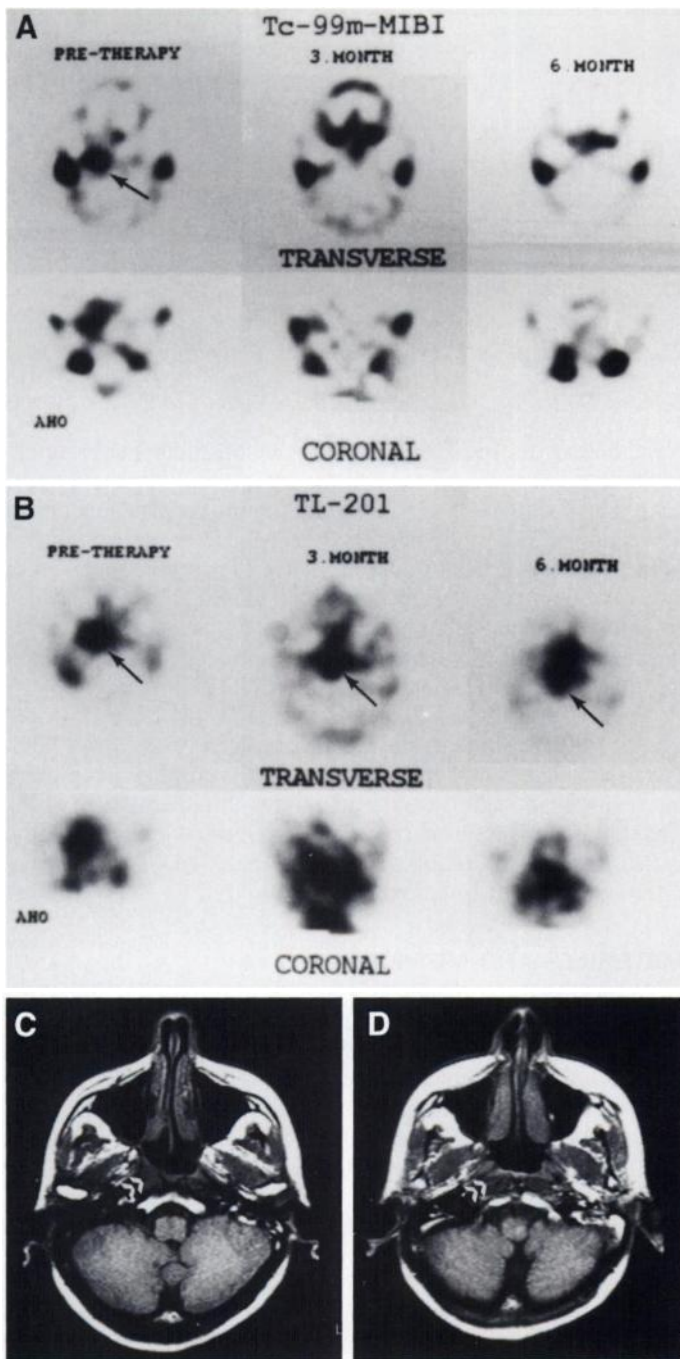 A
Tc-99m-MIBI
PRE-THERAPY
3.MONTH
6.MONTH
TRANSVERSE
AHO
CORONAL
B
TL-201
PRE-THERAPY
3.MONTH
6.MONTH
TRANSVERSE
AHO
CORONAL
C
D
L